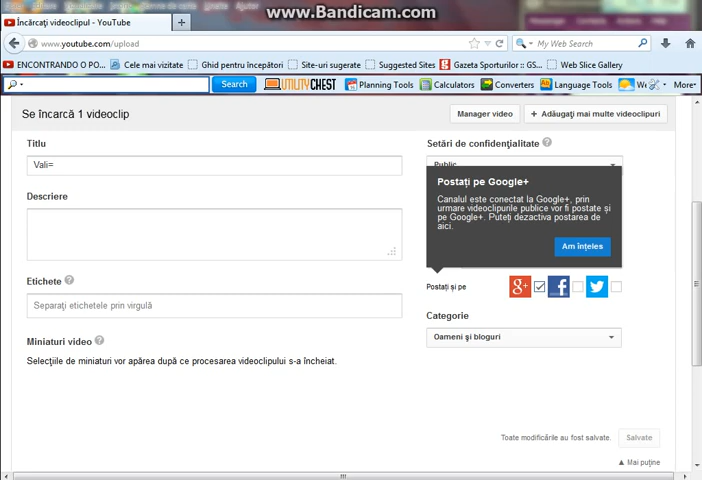 www.Bandicam.com
Încărcați videoclipul - YouTube
www.youtube.com/upload
My Web Search
ENCONTRANDO O PO...
Cele mai vizitate
Ghid pentru începători
Site-uri sugerate
Suggested Sites
Gazeta Sporturilor :: GS...
Web Slice Gallery
Search
UTILITYCHEST
Planning Tools
Calculators
Converters
Language Tools
More
Se încarcă 1 videoclip
Manager video
+ Adăugați mai multe videoclipuri
Titlu
Vali=
Descriere
Etichete
Separați etichetele prin virgulă
Miniaturi video
Selecțiile de miniaturi vor apărea după ce procesarea videoclipului s-a încheiat.
Setări de confidențialitate
Public
Postați pe Google+
Canalul este conectat la Google+, prin
urmare videoclipurile publice vor fi postate și
pe Google+. Puteți dezactiva postarea de
aici.
Am înțeles
Postați și pe
Categorie
Oameni și bloguri
Toate modificările au fost salvate.
Salvate
Mai puține